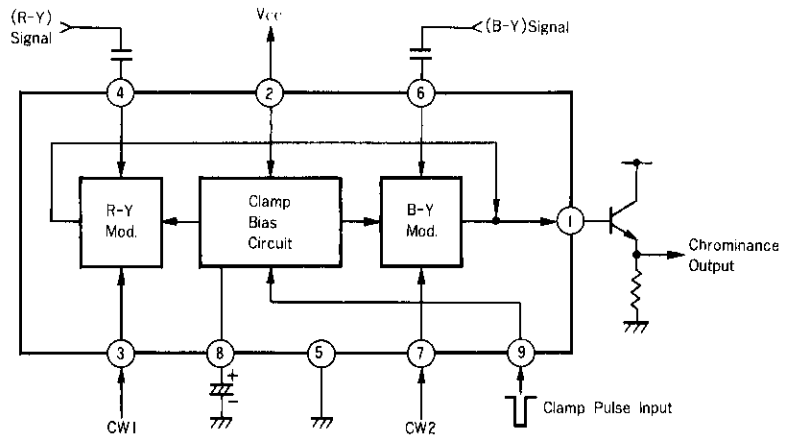 (R-Y)
Signal
Vcc
(B-Y) Signal
4
2
6
R-Y
Mod.
Clamp
Bias
Circuit
B-Y
Mod.
1
Chrominance
Output
3
8
5
7
9
+
−
CW1
CW2
Clamp Pulse Input